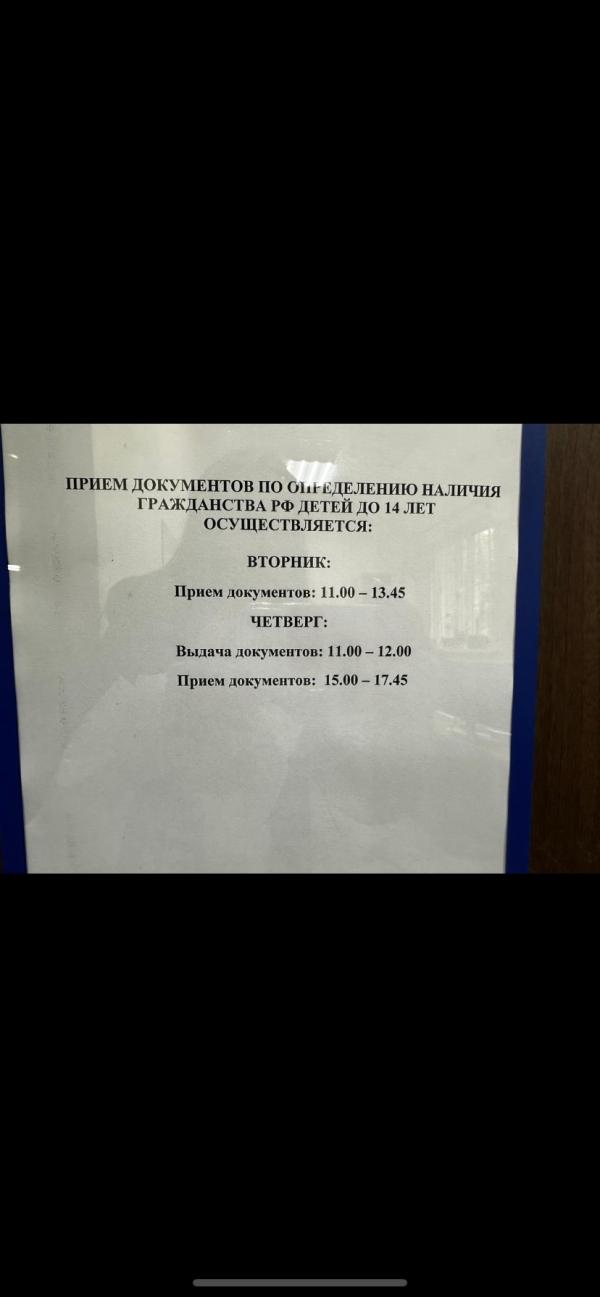 ПРИЕМ ДОКУМЕНТОВ ПО ОПРЕДЕЛЕНИЮ НАЛИЧИЯ
ГРАЖДАНСТВА РФ ДЕТЕЙ ДО 14 ЛЕТ
ОСУЩЕСТВЛЯЕТСЯ:
ВТОРНИК:
Прием документов: 11.00 – 13.45
ЧЕТВЕРГ:
Выдача документов: 11.00 – 12.00
Прием документов: 15.00 – 17.45